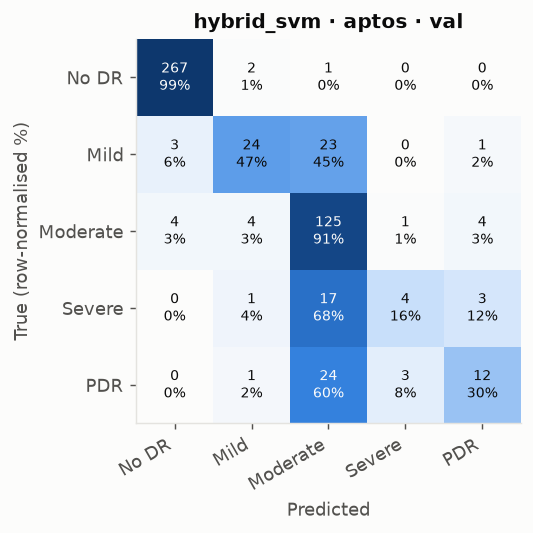 hybrid_svm · aptos · val
True (row-normalised %)
No DR
267 2 1 0 0
99% 1% 0% 0% 0%
Mild
3 24 23 0 1
6% 47% 45% 0% 2%
Moderate
4 4 125 1 4
3% 3% 91% 1% 3%
Severe
0 1 17 4 3
0% 4% 68% 16% 12%
PDR
0 1 24 3 12
0% 2% 60% 8% 30%
No DR Mild Moderate Severe PDR
Predicted